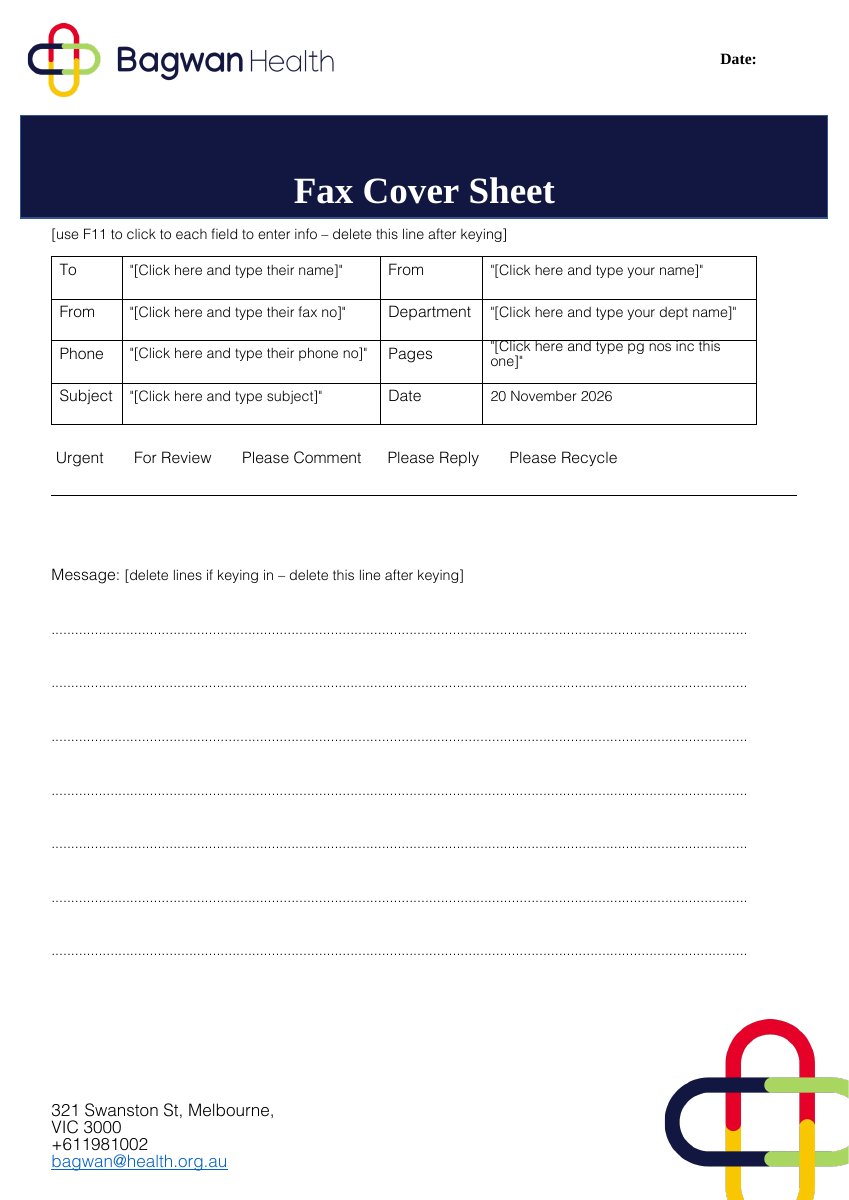 Bagwan Health
Date:
Fax Cover Sheet
[use F11 to click to each field to enter info – delete this line after keying]
To "[Click here and type their name]" From "[Click here and type your name]"
From "[Click here and type their fax no]" Department "[Click here and type your dept name]"
Phone "[Click here and type their phone no]" Pages "[Click here and type pg nos inc this
one]"
Subject "[Click here and type subject]" Date 20 November 2026
Urgent For Review Please Comment Please Reply Please Recycle
Message: [delete lines if keying in – delete this line after keying]
321 Swanston St, Melbourne,
VIC 3000
+611981002
bagwan@health.org.au